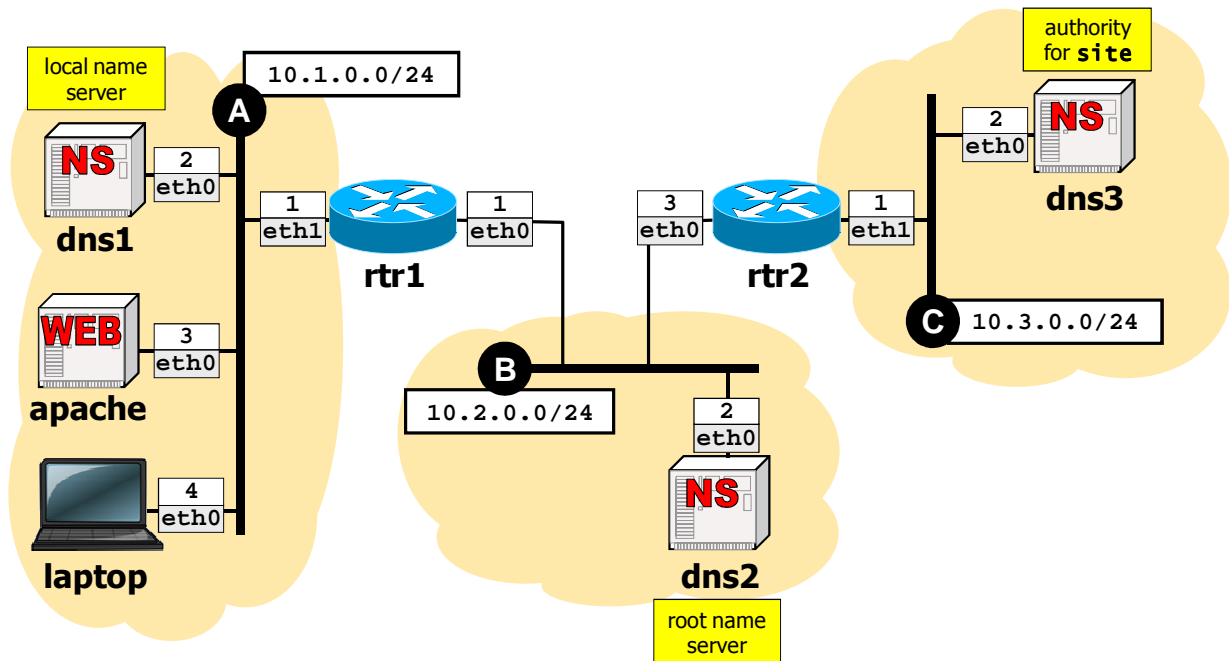 local name
server
10.1.0.0/24
A
NS
2
eth0
dns1
1
eth1
1
eth0
rtr1
WEB
3
eth0
apache
4
eth0
laptop
B
10.2.0.0/24
2
eth0
NS
dns2
root name
server
3
eth0
1
eth1
rtr2
authority
for site
2
eth0
NS
dns3
C
10.3.0.0/24